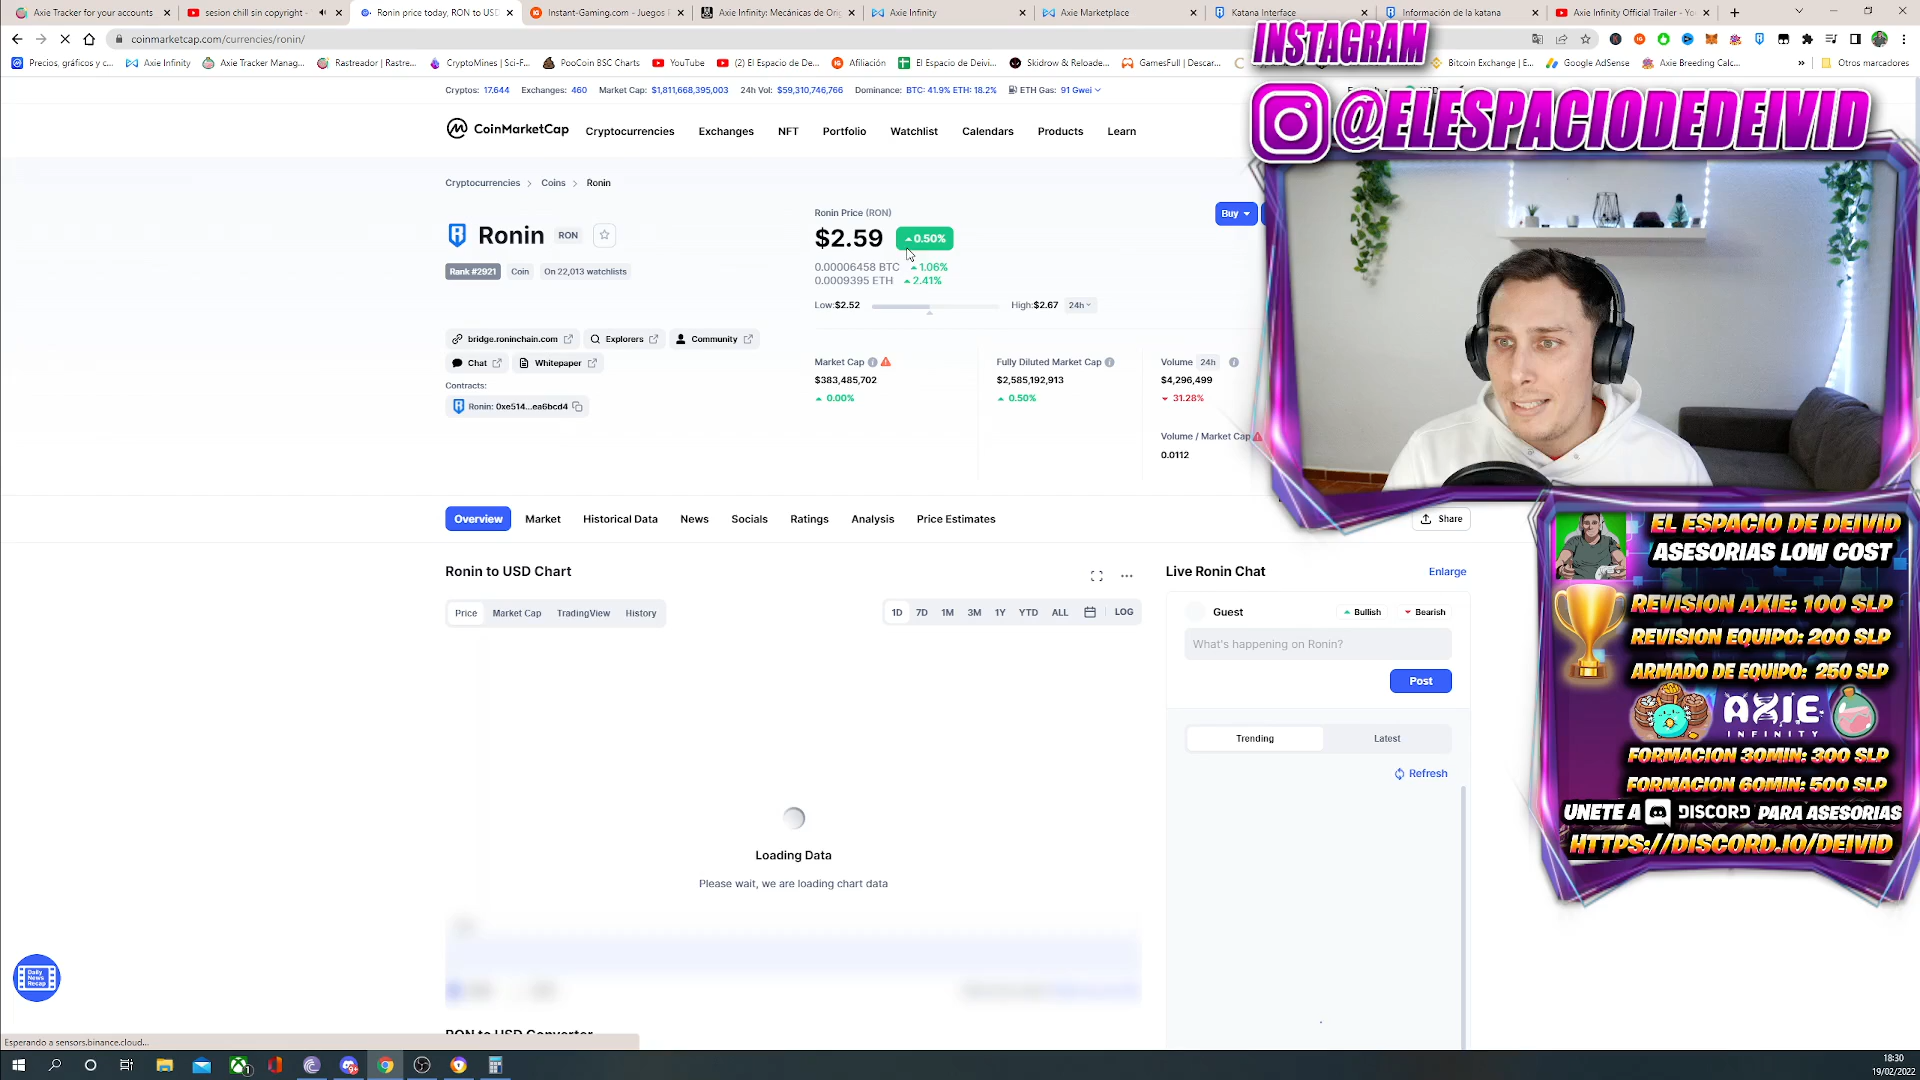 Axie Tracker for your accounts
sesion chill sin copyright -
Ronin price today, RON to USD
Instant-Gaming.com - Juegos
Axie Infinity: Mecánicas de Ori
Axie Infinity
Axie Marketplace
Katana Interface
Información de la katana
Axie Infinity Official Trailer - Yo
coinmarketcap.com/currencies/ronin/
INSTAGRAM
Precios, gráficos y c...
Axie Infinity
Axie Tracker Manag...
Rastreador | Rastre...
CryptoMines | Sci-F...
PooCoin BSC Charts
YouTube
(2) El Espacio de De...
Afiliación
El Espacio de Deivi...
Skidrow & Reloade...
GamesFull | Descar...
Bitcoin Exchange | E...
Google AdSense
Axie Breeding Calc...
Otros marcadores
Cryptos: 17.644 Exchanges: 460 Market Cap: $1,811,668,395,003 24h Vol: $59,310,746,766 Dominance: BTC: 41.9% ETH: 18.2% ETH Gas: 91 Gwei
@ELESPACIODEDEIVID
CoinMarketCap Cryptocurrencies Exchanges NFT Portfolio Watchlist Calendars Products Learn
Cryptocurrencies > Coins > Ronin
Ronin RON
Rank #2921 Coin On 22,013 watchlists
bridge.roninchain.com Explorers Community
Chat Whitepaper
Contracts:
Ronin: 0xe514...ea6bcd4
Ronin Price (RON)
$2.59 0.50%
0.00006458 BTC 1.06%
0.0009395 ETH 2.41%
Low:$2.52 High:$2.67 24h
Buy
Market Cap
$383,485,702
0.00%
Fully Diluted Market Cap
$2,585,192,913
0.50%
Volume 24h
$4,296,499
31.28%
Volume / Market Cap
0.0112
Overview Market Historical Data News Socials Ratings Analysis Price Estimates
Share
Ronin to USD Chart
Price Market Cap TradingView History
1D 7D 1M 3M 1Y YTD ALL LOG
Loading Data
Please wait, we are loading chart data
RON to USD Converter
Live Ronin Chat Enlarge
Guest Bullish Bearish
What's happening on Ronin?
Post
Trending Latest
Refresh
EL ESPACIO DE DEIVID
ASESORIAS LOW COST
REVISION AXIE: 100 SLP
REVISION EQUIPO: 200 SLP
ARMADO DE EQUIPO: 250 SLP
AXIE
INFINITY
FORMACION 30MIN: 300 SLP
FORMACION 60MIN: 500 SLP
UNETE A DISCORD PARA ASESORIAS
HTTPS://DISCORD.IO/DEIVID
Daily
News
Recap
Esperando a sensors.binance.cloud...
18:30
19/02/2022